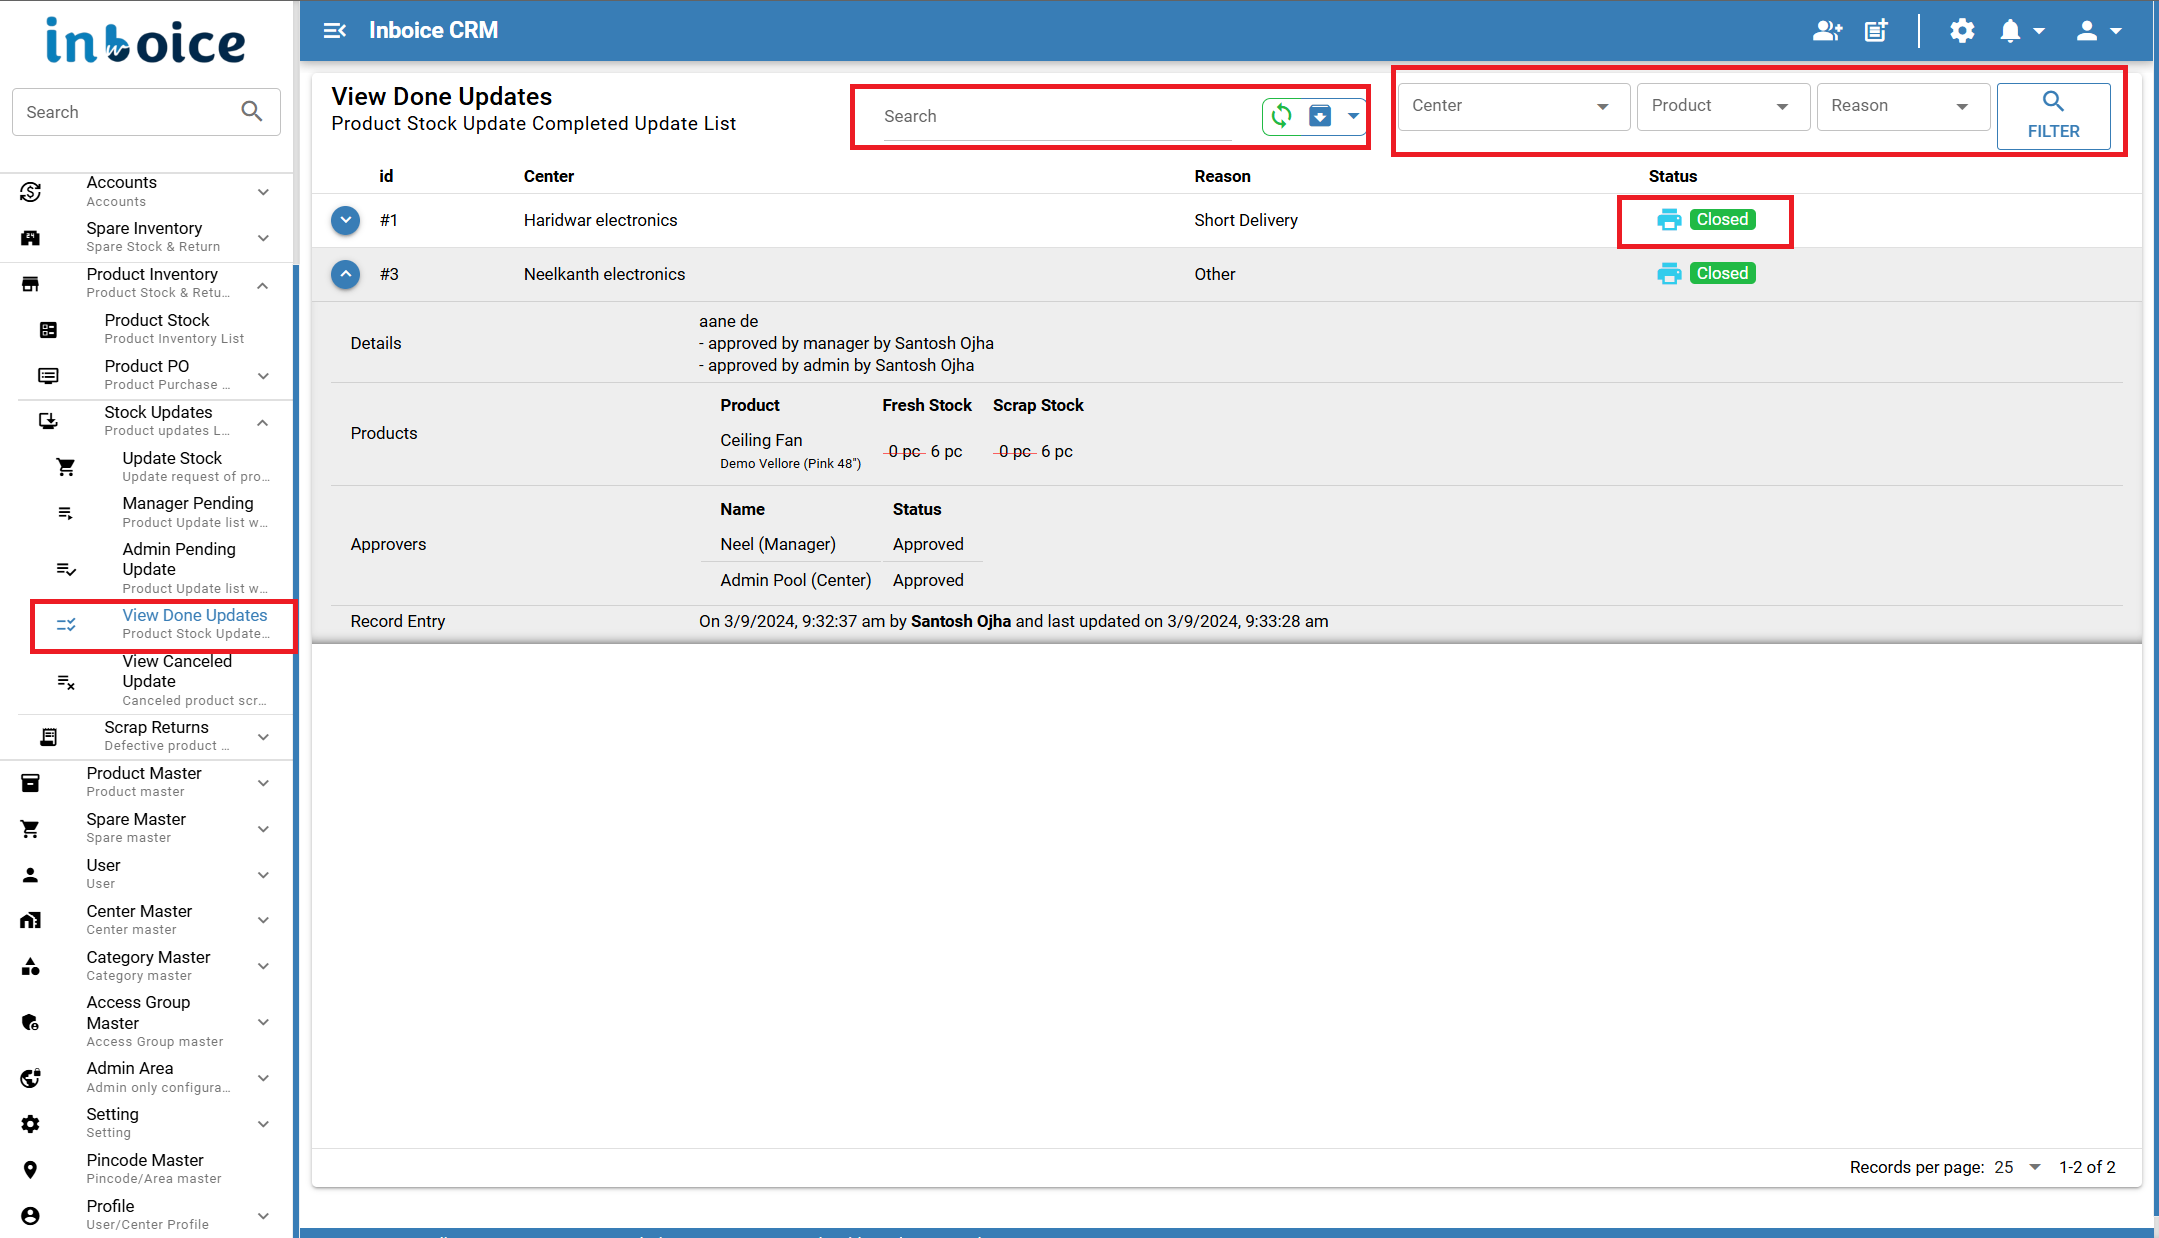 inboice
Search
Accounts
Accounts
Spare Inventory
Spare Stock & Return
Product Inventory
Product Stock & Retu...
Product Stock
Product Inventory List
Product PO
Product Purchase ...
Stock Updates
Product updates L...
Update Stock
Update request of pro...
Manager Pending
Product Update list w...
Admin Pending
Update
Product Update list w...
View Done Updates
Product Stock Update...
View Canceled
Update
Canceled product scr...
Scrap Returns
Defective product ...
Product Master
Product master
Spare Master
Spare master
User
User
Center Master
Center master
Category Master
Category master
Access Group
Master
Access Group master
Admin Area
Admin only configura...
Setting
Setting
Pincode Master
Pincode/Area master
Profile
User/Center Profile
Inboice CRM
View Done Updates
Product Stock Update Completed Update List
Search
Center Product Reason FILTER
id Center Reason Status
#1 Haridwar electronics Short Delivery Closed
#3 Neelkanth electronics Other Closed
Details
aane de
- approved by manager by Santosh Ojha
- approved by admin by Santosh Ojha
Products
Product Fresh Stock Scrap Stock
Ceiling Fan
Demo Vellore (Pink 48")
0 pc 6 pc 0 pc 6 pc
Approvers
Name Status
Neel (Manager) Approved
Admin Pool (Center) Approved
Record Entry On 3/9/2024, 9:32:37 am by Santosh Ojha and last updated on 3/9/2024, 9:33:28 am
Records per page: 25 1-2 of 2